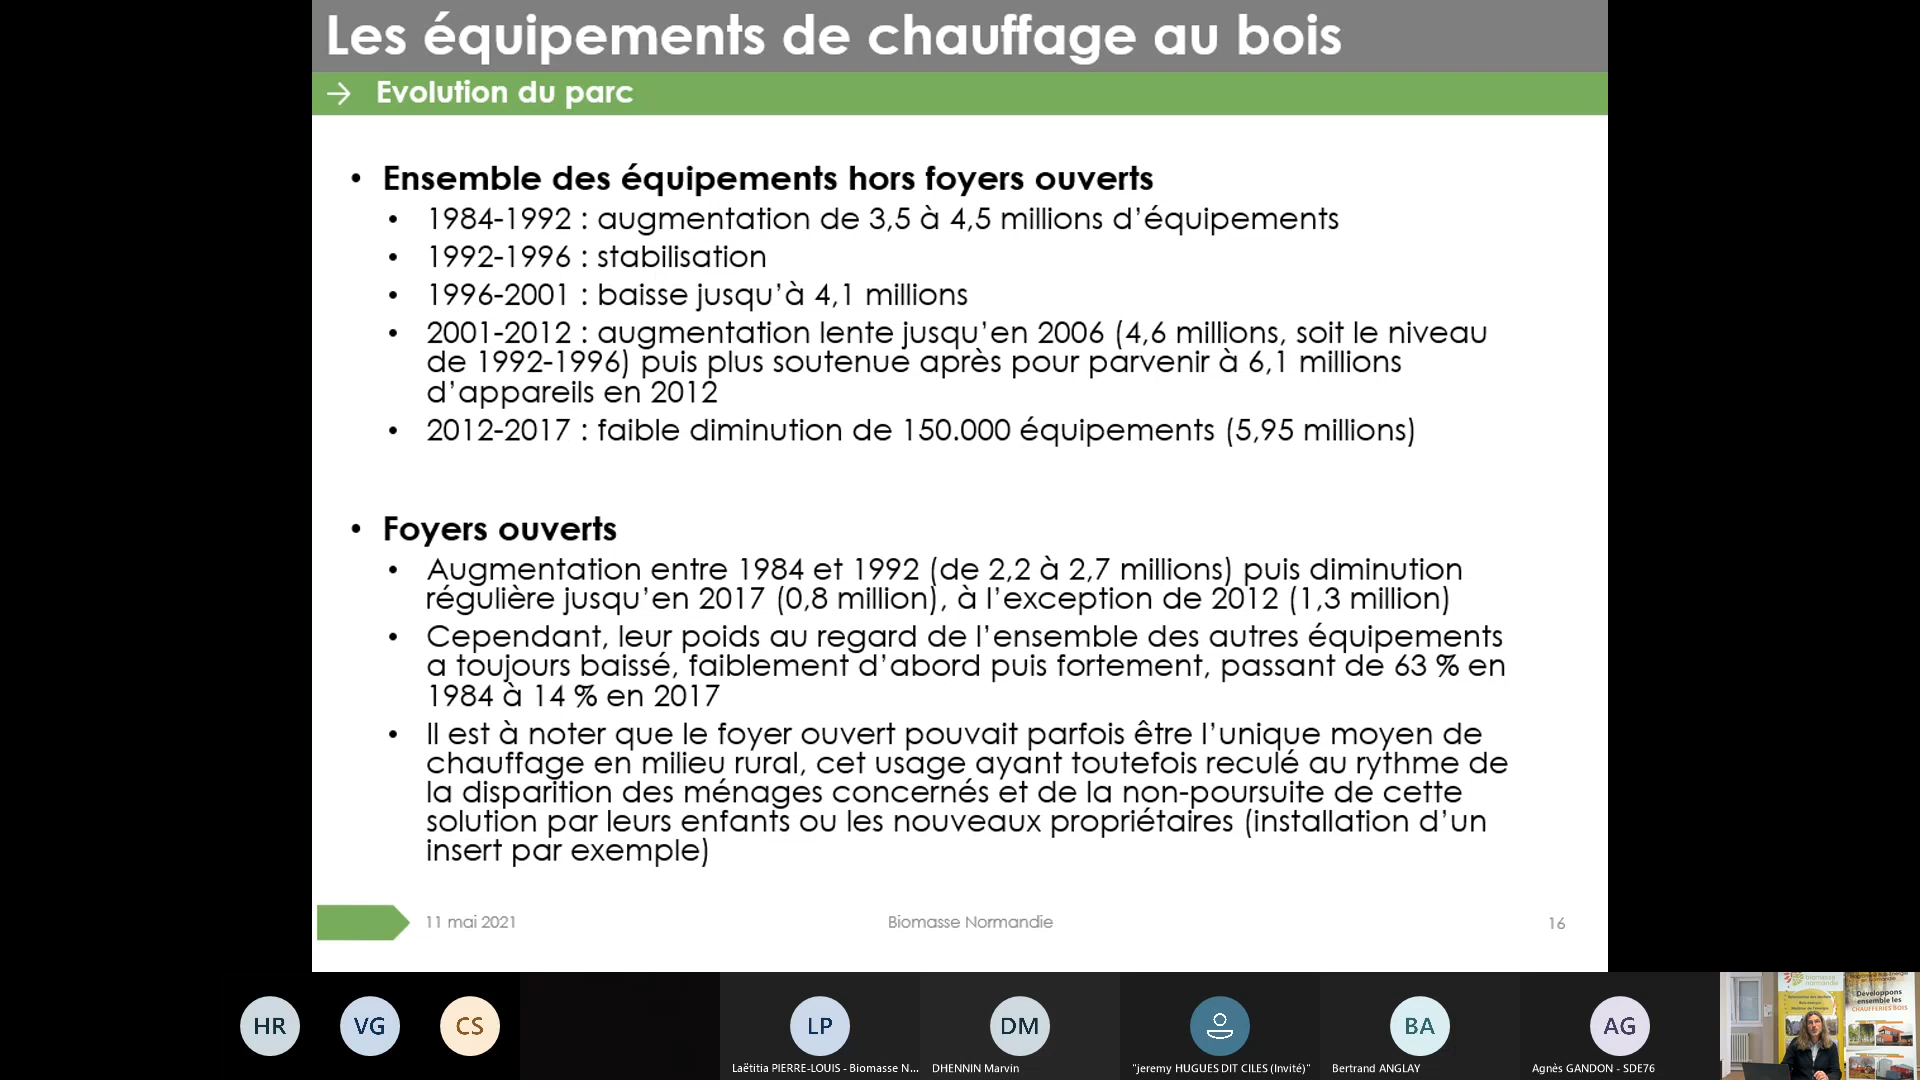 Les équipements de chauffage au bois
→ Evolution du parc
• Ensemble des équipements hors foyers ouverts
• 1984-1992 : augmentation de 3,5 à 4,5 millions d’équipements
• 1992-1996 : stabilisation
• 1996-2001 : baisse jusqu’à 4,1 millions
• 2001-2012 : augmentation lente jusqu’en 2006 (4,6 millions, soit le niveau
de 1992-1996) puis plus soutenue après pour parvenir à 6,1 millions
d’appareils en 2012
• 2012-2017 : faible diminution de 150.000 équipements (5,95 millions)
• Foyers ouverts
• Augmentation entre 1984 et 1992 (de 2,2 à 2,7 millions) puis diminution
régulière jusqu’en 2017 (0,8 million), à l’exception de 2012 (1,3 million)
• Cependant, leur poids au regard de l’ensemble des autres équipements
a toujours baissé, faiblement d’abord puis fortement, passant de 63 % en
1984 à 14 % en 2017
• Il est à noter que le foyer ouvert pouvait parfois être l’unique moyen de
chauffage en milieu rural, cet usage ayant toutefois reculé au rythme de
la disparition des ménages concernés et de la non-poursuite de cette
solution par leurs enfants ou les nouveaux propriétaires (installation d’un
insert par exemple)
11 mai 2021
Biomasse Normandie
16
HR
VG
CS
LP
DM
BA
AG
Laëtitia PIERRE-LOUIS - Biomasse N...
DHENNIN Marvin
"jeremy HUGUES DIT CILES (Invité)"
Bertrand ANGLAY
Agnès GANDON - SDE76
biomasse
normandie
Développons
ensemble les
CHAUFFERIES BOIS